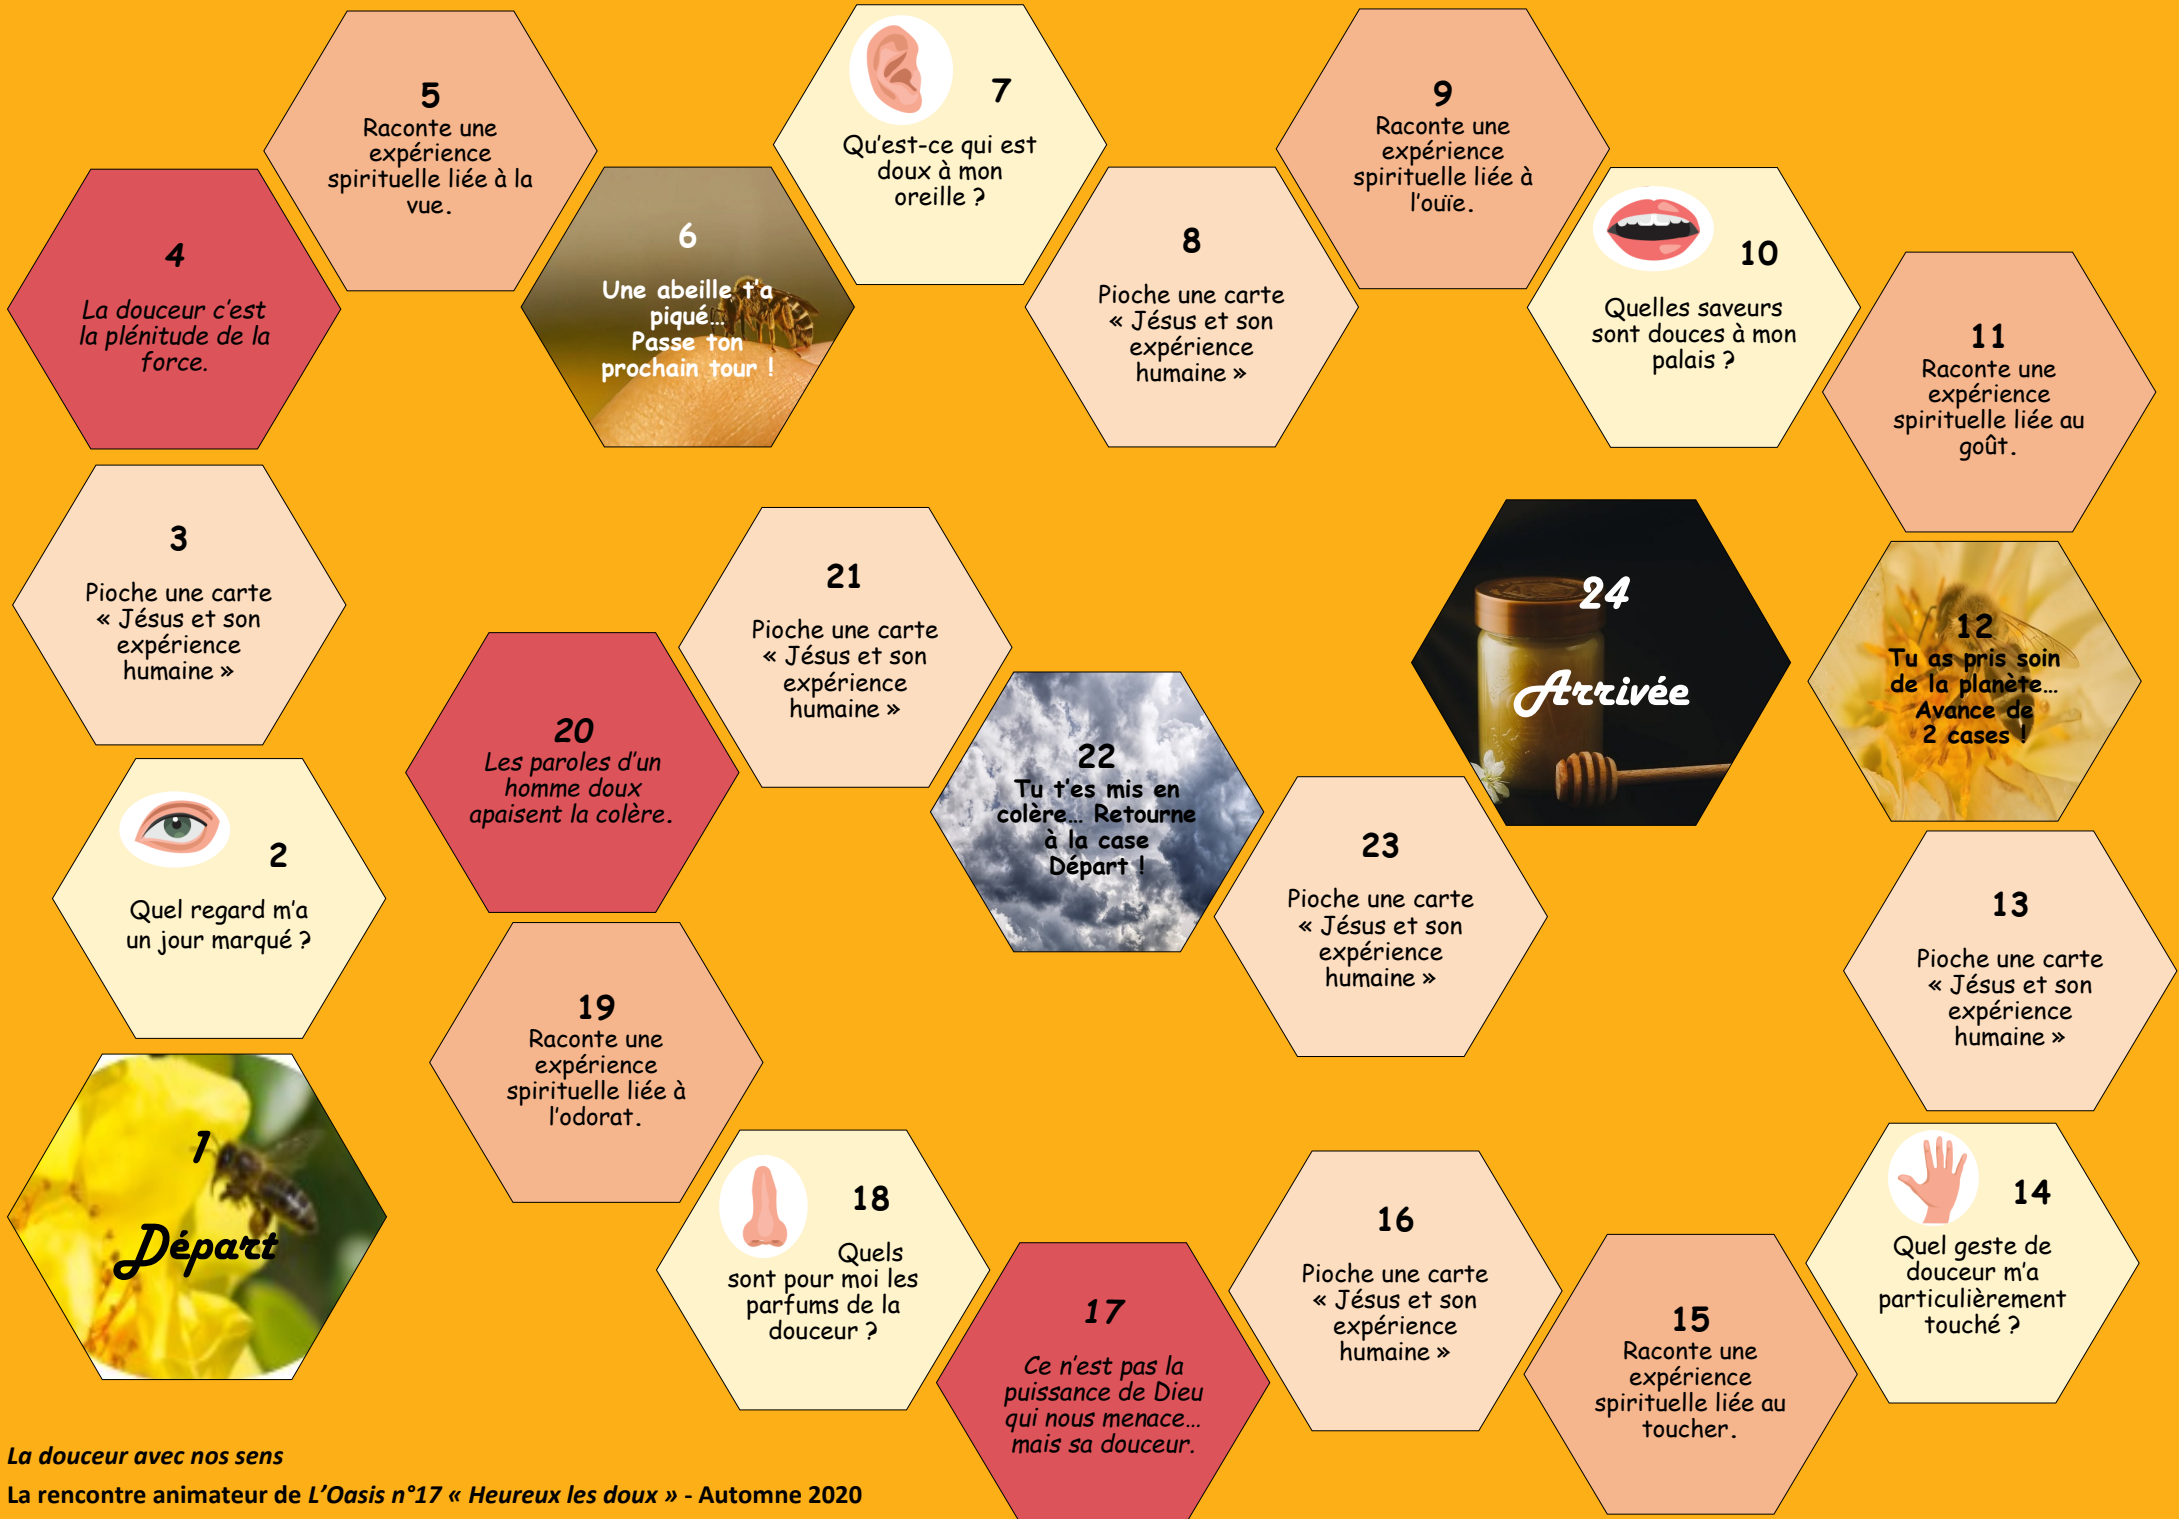 1
Départ
2
Quel regard m'a
un jour marqué ?
3
Pioche une carte
« Jésus et son
expérience
humaine »
4
La douceur c'est
la plénitude de la
force.
5
Raconte une
expérience
spirituelle liée à la
vue.
6
Une abeille t'a
piqué...
Passe ton
prochain tour !
7
Qu'est-ce qui est
doux à mon
oreille ?
8
Pioche une carte
« Jésus et son
expérience
humaine »
9
Raconte une
expérience
spirituelle liée à
l'ouïe.
10
Quelles saveurs
sont douces à mon
palais ?
11
Raconte une
expérience
spirituelle liée au
goût.
12
Tu as pris soin
de la planète...
Avance de
2 cases !
13
Pioche une carte
« Jésus et son
expérience
humaine »
14
Quel geste de
douceur m'a
particulièrement
touché ?
15
Raconte une
expérience
spirituelle liée au
toucher.
16
Pioche une carte
« Jésus et son
expérience
humaine »
17
Ce n'est pas la
puissance de Dieu
qui nous menace...
mais sa douceur.
18
Quels
sont pour moi les
parfums de la
douceur ?
19
Raconte une
expérience
spirituelle liée à
l'odorat.
20
Les paroles d'un
homme doux
apaisent la colère.
21
Pioche une carte
« Jésus et son
expérience
humaine »
22
Tu t'es mis en
colère... Retourne
à la case
Départ !
23
Pioche une carte
« Jésus et son
expérience
humaine »
24
Arrivée
La douceur avec nos sens
La rencontre animateur de L'Oasis n°17 « Heureux les doux » - Automne 2020